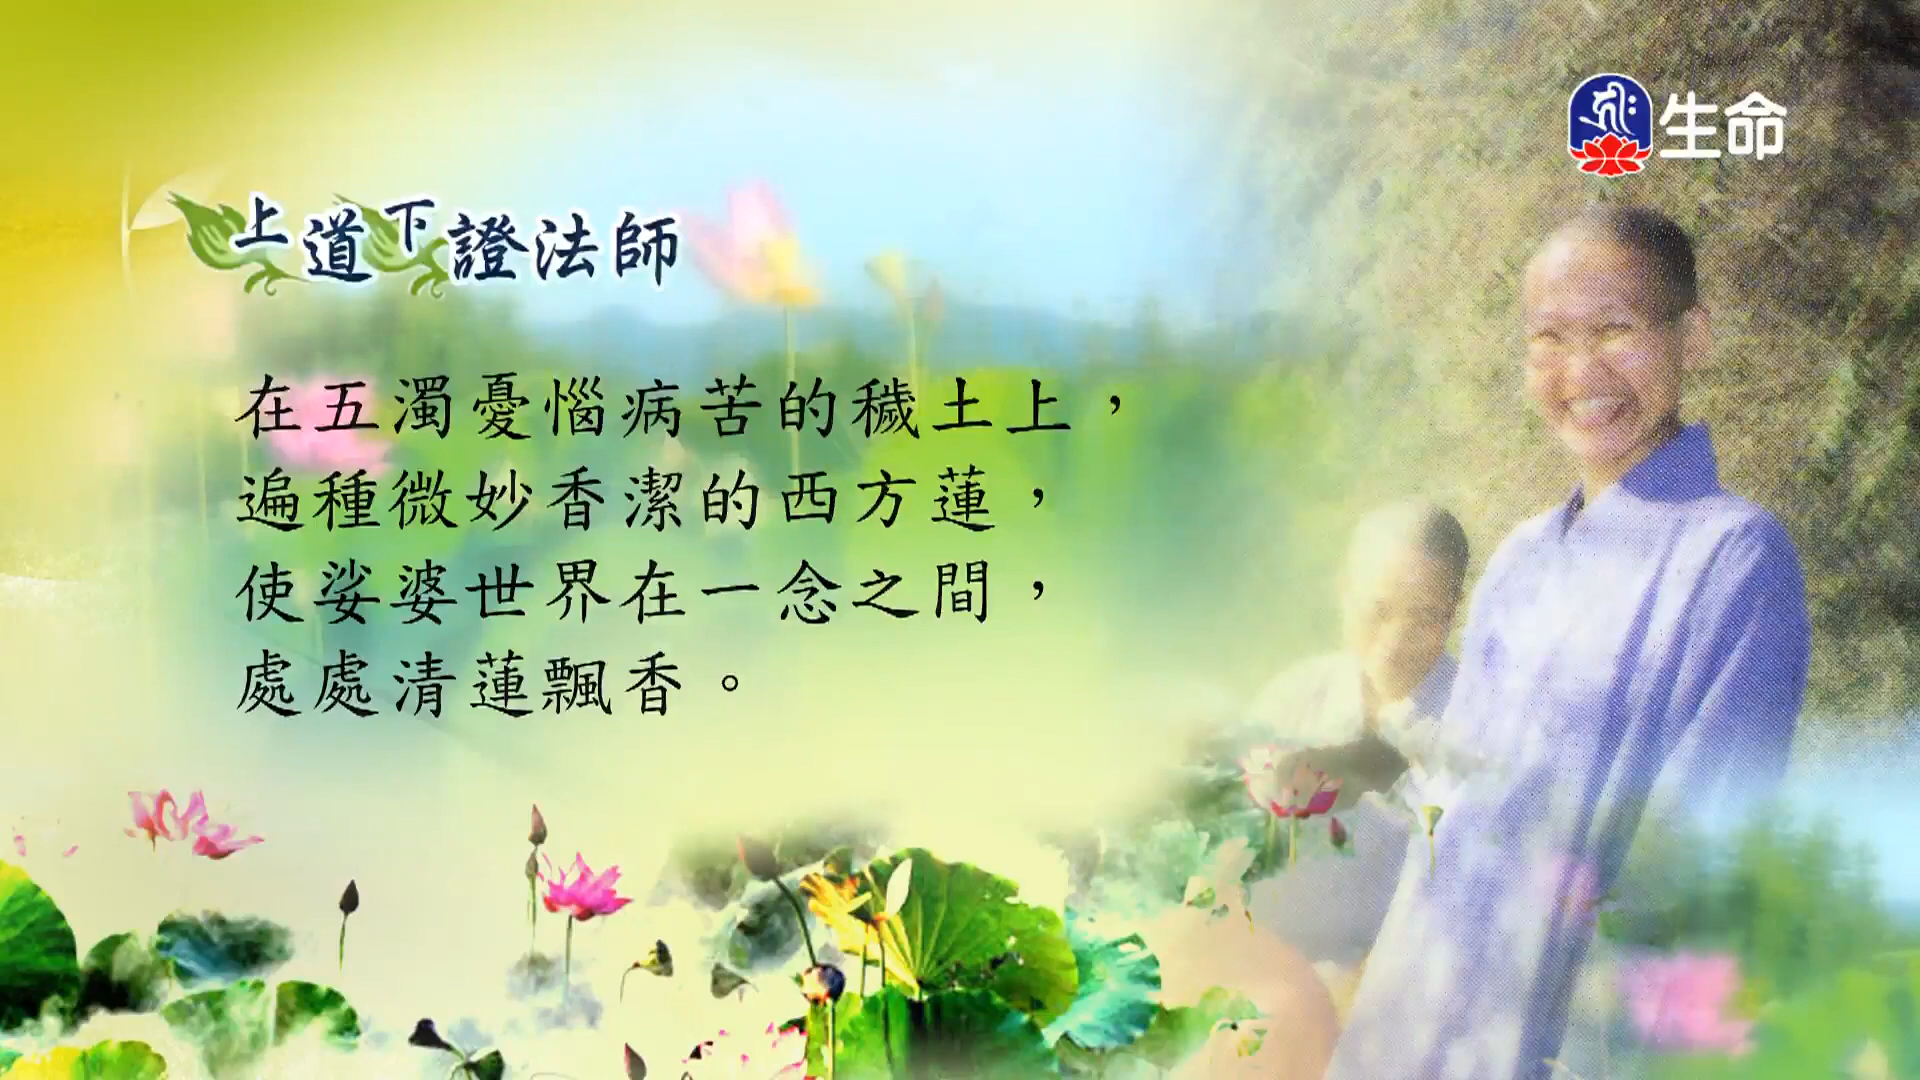 生命
上道下證法師
在五濁憂惱病苦的穢土上，
遍種微妙香潔的西方蓮，
使娑婆世界在一念之間，
處處清蓮飄香。